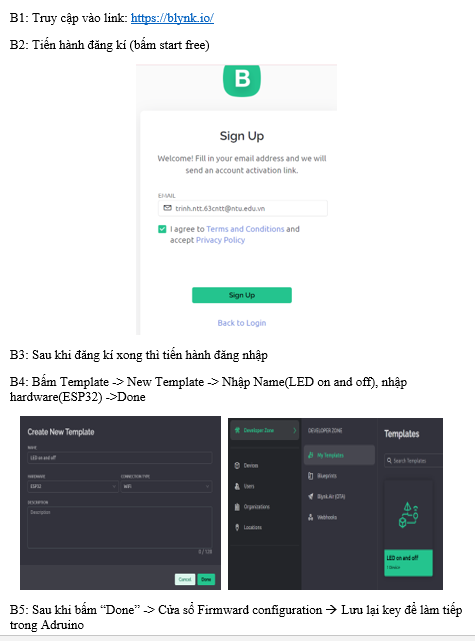 B1: Truy cập vào link: https://blynk.io/
B2: Tiến hành đăng kí (bấm start free)
B
Sign Up
Welcome! Fill in your email address and we will
send an account activation link.
EMAIL
trinh.ntt.63cntt@ntu.edu.vn
I agree to Terms and Conditions and
accept Privacy Policy
Sign Up
Back to Login
B3: Sau khi đăng kí xong thì tiến hành đăng nhập
B4: Bấm Template -> New Template -> Nhập Name(LED on and off), nhập
hardware(ESP32) ->Done
Create New Template
NAME
LED on and off
HARDWARE
CONNECTION TYPE
ESP32
WiFi
DESCRIPTION
Description
0 / 128
Cancel
Done
Developer Zone
Devices
Users
Organizations
Locations
DEVELOPER ZONE
My Templates
Blueprints
Blynk.Air (OTA)
Webhooks
Templates
Search Templates
LED on and off
1 Device
B5: Sau khi bấm “Done” -> Cửa sổ Firmward configuration → Lưu lại key để làm tiếp
trong Adruino